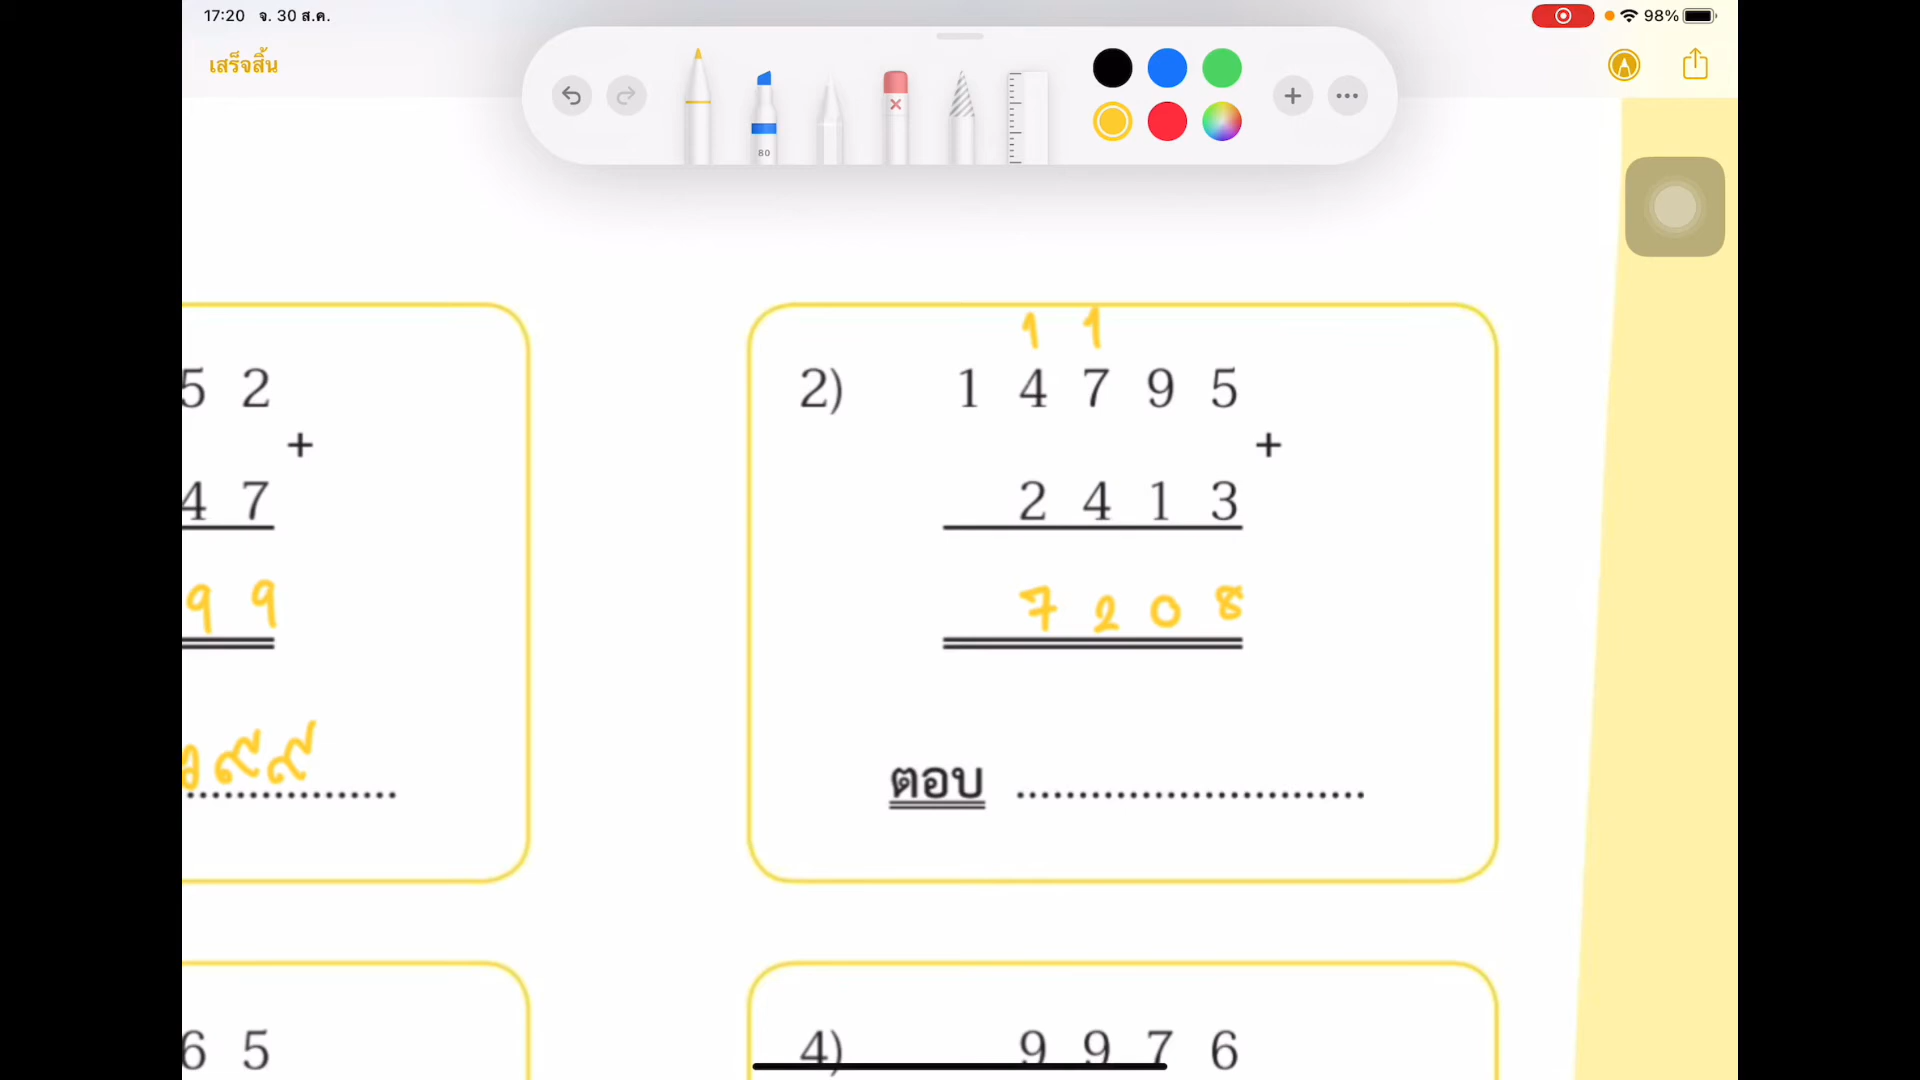 17:20 จ. 30 ส.ค.
98%
เสร็จสิ้น
80
1 1
5 2
2) 1 4 7 9 5
+
+
4 7
2 4 1 3
9 9
7 2 0 8
๙๙
ตอบ ............................
6 5
4) 9 9 7 6